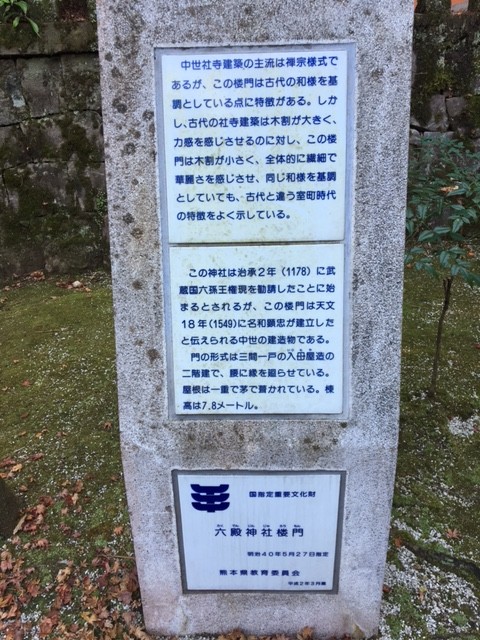 中世社寺建築の主流は禅宗様式で
あるが、この楼門は古代の和様を基
調としている点に特徴がある。しか
し、古代の社寺建築は木割が大きく、
力感を感じさせるのに対し、この楼
門は木割が小さく、全体的に繊細で
華麗さを感じさせ、同じ和様を基調
としていても、古代と違う室町時代
の特徴をよく示している。
この神社は治承2年(1178)に武
蔵国六孫王権現を勧請したことに始
まるとされるが、この楼門は天文
18年(1549)に名和顕忠が建立した
と伝えられる中世の建造物である。
門の形式は三間一戸の入母屋造の
二階建で、腰に縁を廻らせている。
屋根は一重で茅で葺かれている。棟
高は7.8メートル。
国指定重要文化財
六殿神社楼門
明治40年5月27日指定
熊本県教育委員会
平成2年3月